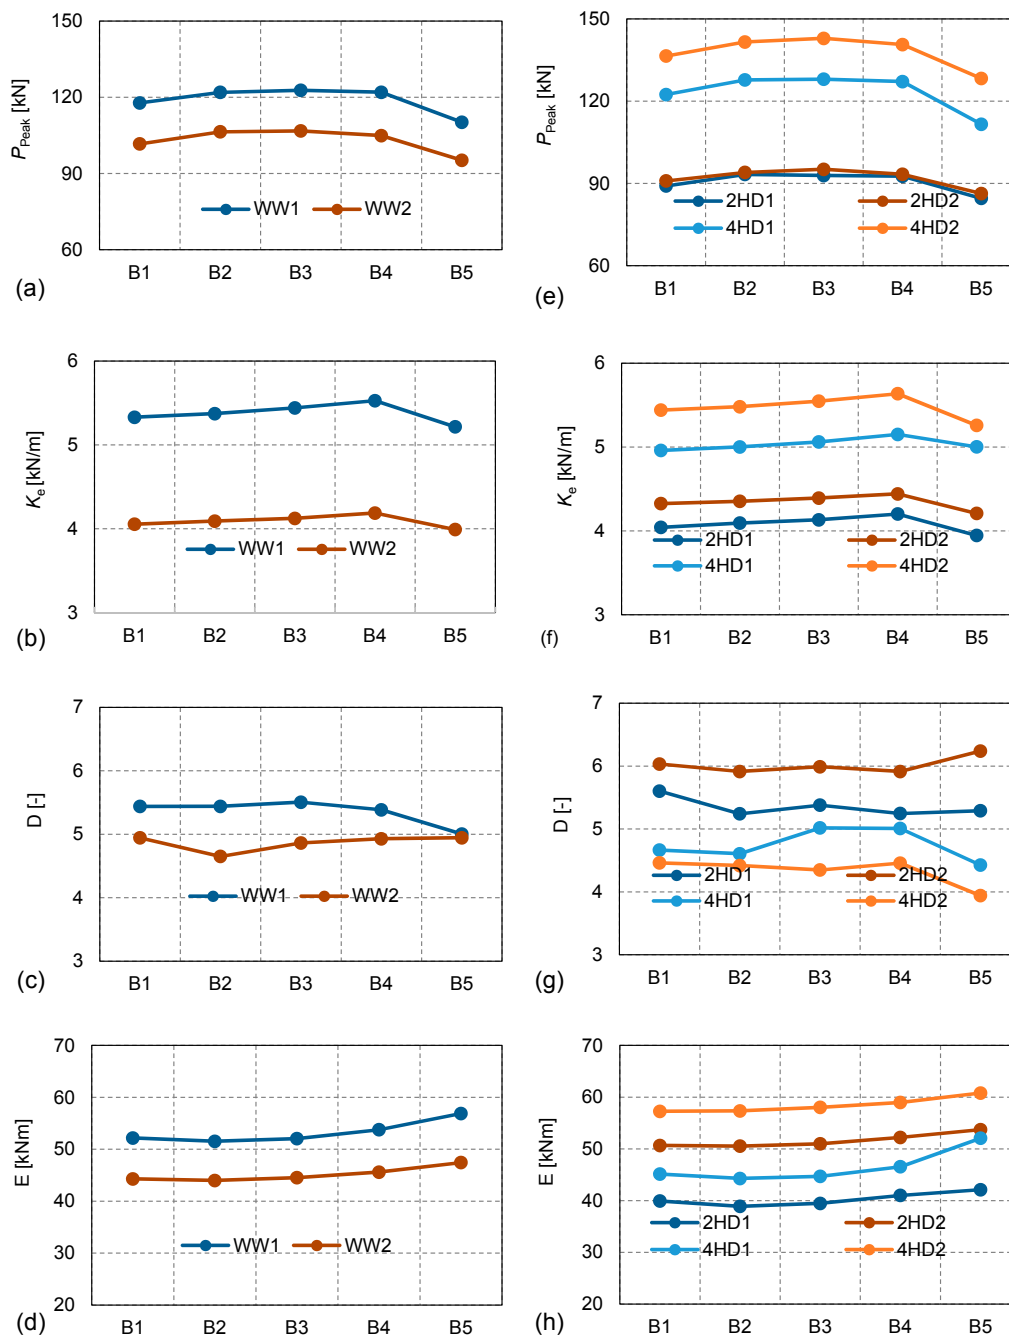 150
120
90
60
P_Peak [kN]
WW1 WW2
B1 B2 B3 B4 B5
(a)
150
120
90
60
P_Peak [kN]
2HD1 2HD2
4HD1 4HD2
B1 B2 B3 B4 B5
(e)
6
5
4
3
K_e [kN/m]
WW1 WW2
B1 B2 B3 B4 B5
(b)
6
5
4
3
K_e [kN/m]
2HD1 2HD2
4HD1 4HD2
B1 B2 B3 B4 B5
(f)
7
6
5
4
3
D [-]
WW1 WW2
B1 B2 B3 B4 B5
(c)
7
6
5
4
3
D [-]
2HD1 2HD2
4HD1 4HD2
B1 B2 B3 B4 B5
(g)
70
60
50
40
30
20
E [kNm]
WW1 WW2
B1 B2 B3 B4 B5
(d)
70
60
50
40
30
20
E [kNm]
2HD1 2HD2
4HD1 4HD2
B1 B2 B3 B4 B5
(h)